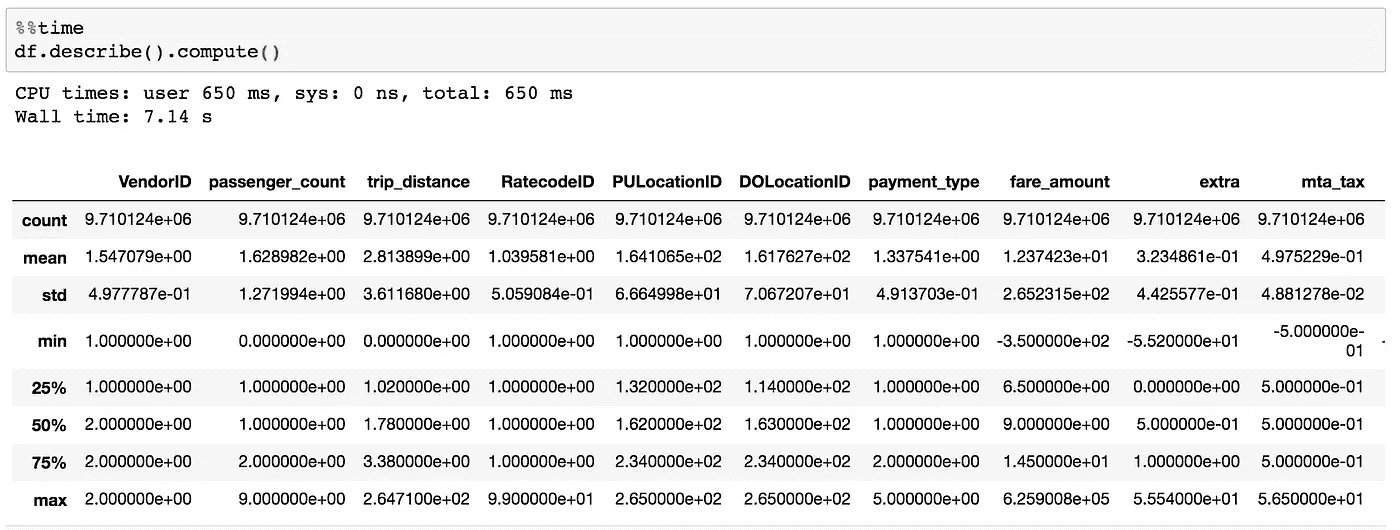 %%time
df.describe().compute()
CPU times: user 650 ms, sys: 0 ns, total: 650 ms
Wall time: 7.14 s
VendorID passenger_count trip_distance RatecodeID PULocationID DOLocationID payment_type fare_amount extra mta_tax
count 9.710124e+06 9.710124e+06 9.710124e+06 9.710124e+06 9.710124e+06 9.710124e+06 9.710124e+06 9.710124e+06 9.710124e+06 9.710124e+06
mean 1.547079e+00 1.628982e+00 2.813899e+00 1.039581e+00 1.641065e+02 1.617627e+02 1.337541e+00 1.237423e+01 3.234861e-01 4.975229e-01
std 4.977787e-01 1.271994e+00 3.611680e+00 5.059084e-01 6.664998e+01 7.067207e+01 4.913703e-01 2.652315e+02 4.425577e-01 4.881278e-02
min 1.000000e+00 0.000000e+00 0.000000e+00 1.000000e+00 1.000000e+00 1.000000e+00 1.000000e+00 -3.500000e+02 -5.520000e+01 -5.000000e-
01 -
25% 1.000000e+00 1.000000e+00 1.020000e+00 1.000000e+00 1.320000e+02 1.140000e+02 1.000000e+00 6.500000e+00 0.000000e+00 5.000000e-01
50% 2.000000e+00 1.000000e+00 1.780000e+00 1.000000e+00 1.620000e+02 1.630000e+02 1.000000e+00 9.000000e+00 5.000000e-01 5.000000e-01
75% 2.000000e+00 2.000000e+00 3.380000e+00 1.000000e+00 2.340000e+02 2.340000e+02 2.000000e+00 1.450000e+01 1.000000e+00 5.000000e-01
max 2.000000e+00 9.000000e+00 2.647100e+02 9.900000e+01 2.650000e+02 2.650000e+02 5.000000e+00 6.259008e+05 5.554000e+01 5.650000e+01